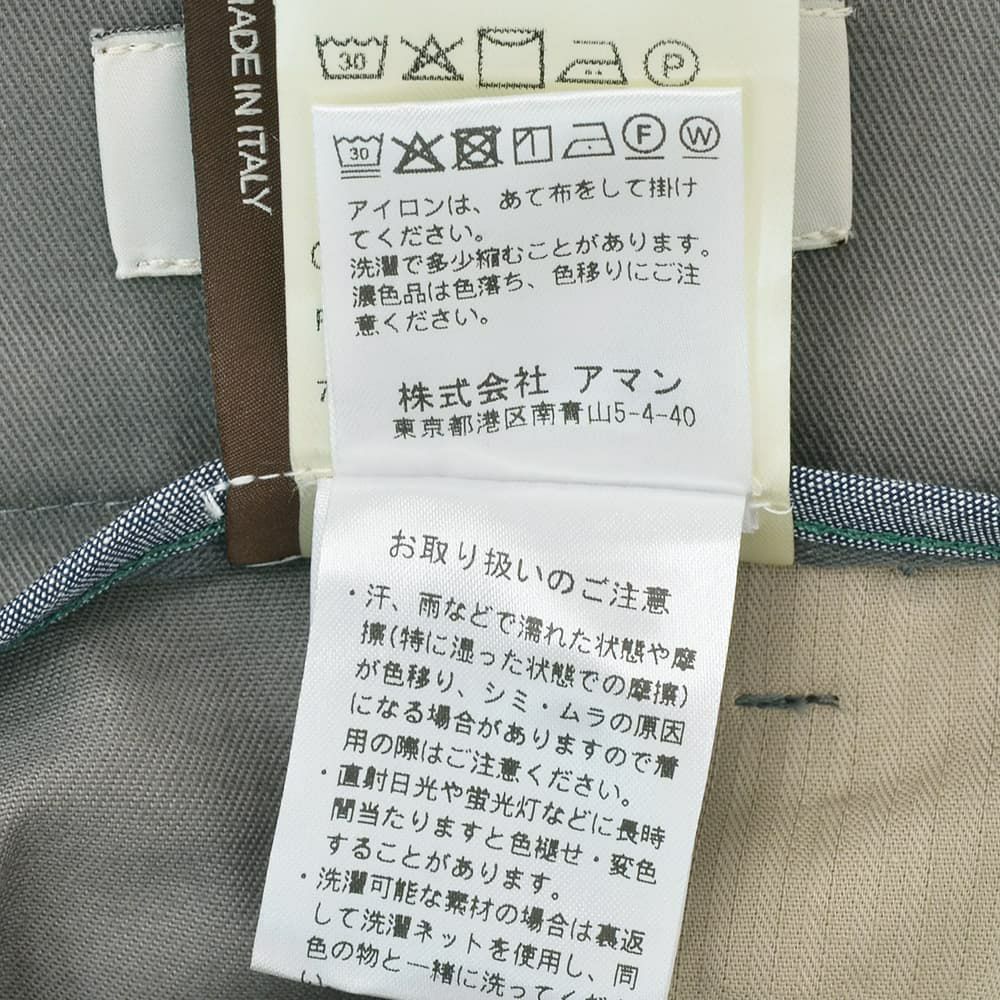 MADE IN ITALY
30
P
30
F
W
アイロンは、あて布をして掛け
てください。
洗濯で多少縮むことがあります。
濃色品は色落ち、色移りにご注
意ください。
株式会社 アマン
東京都港区南青山5-4-40
お取り扱いのご注意
・汗、雨などで濡れた状態や摩
擦(特に湿った状態での摩擦)
が色移り、シミ・ムラの原因
になる場合がありますので着
用の際はご注意ください。
・直射日光や蛍光灯などに長時
間当たりますと色褪せ・変色
することがあります。
・洗濯可能な素材の場合は裏返
して洗濯ネットを使用し、同
色の物と一緒に洗ってくださ
い。